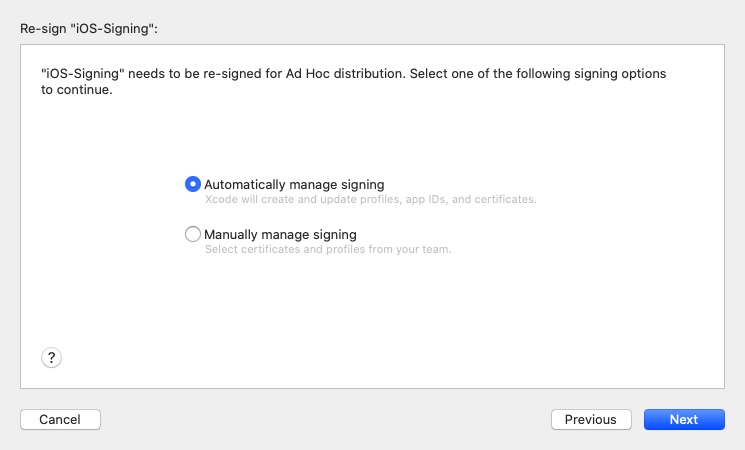 Re-sign "iOS-Signing":
"iOS-Signing" needs to be re-signed for Ad Hoc distribution. Select one of the following signing options
to continue.
Automatically manage signing
Xcode will create and update profiles, app IDs, and certificates.
Manually manage signing
Select certificates and profiles from your team.
?
Cancel
Previous
Next